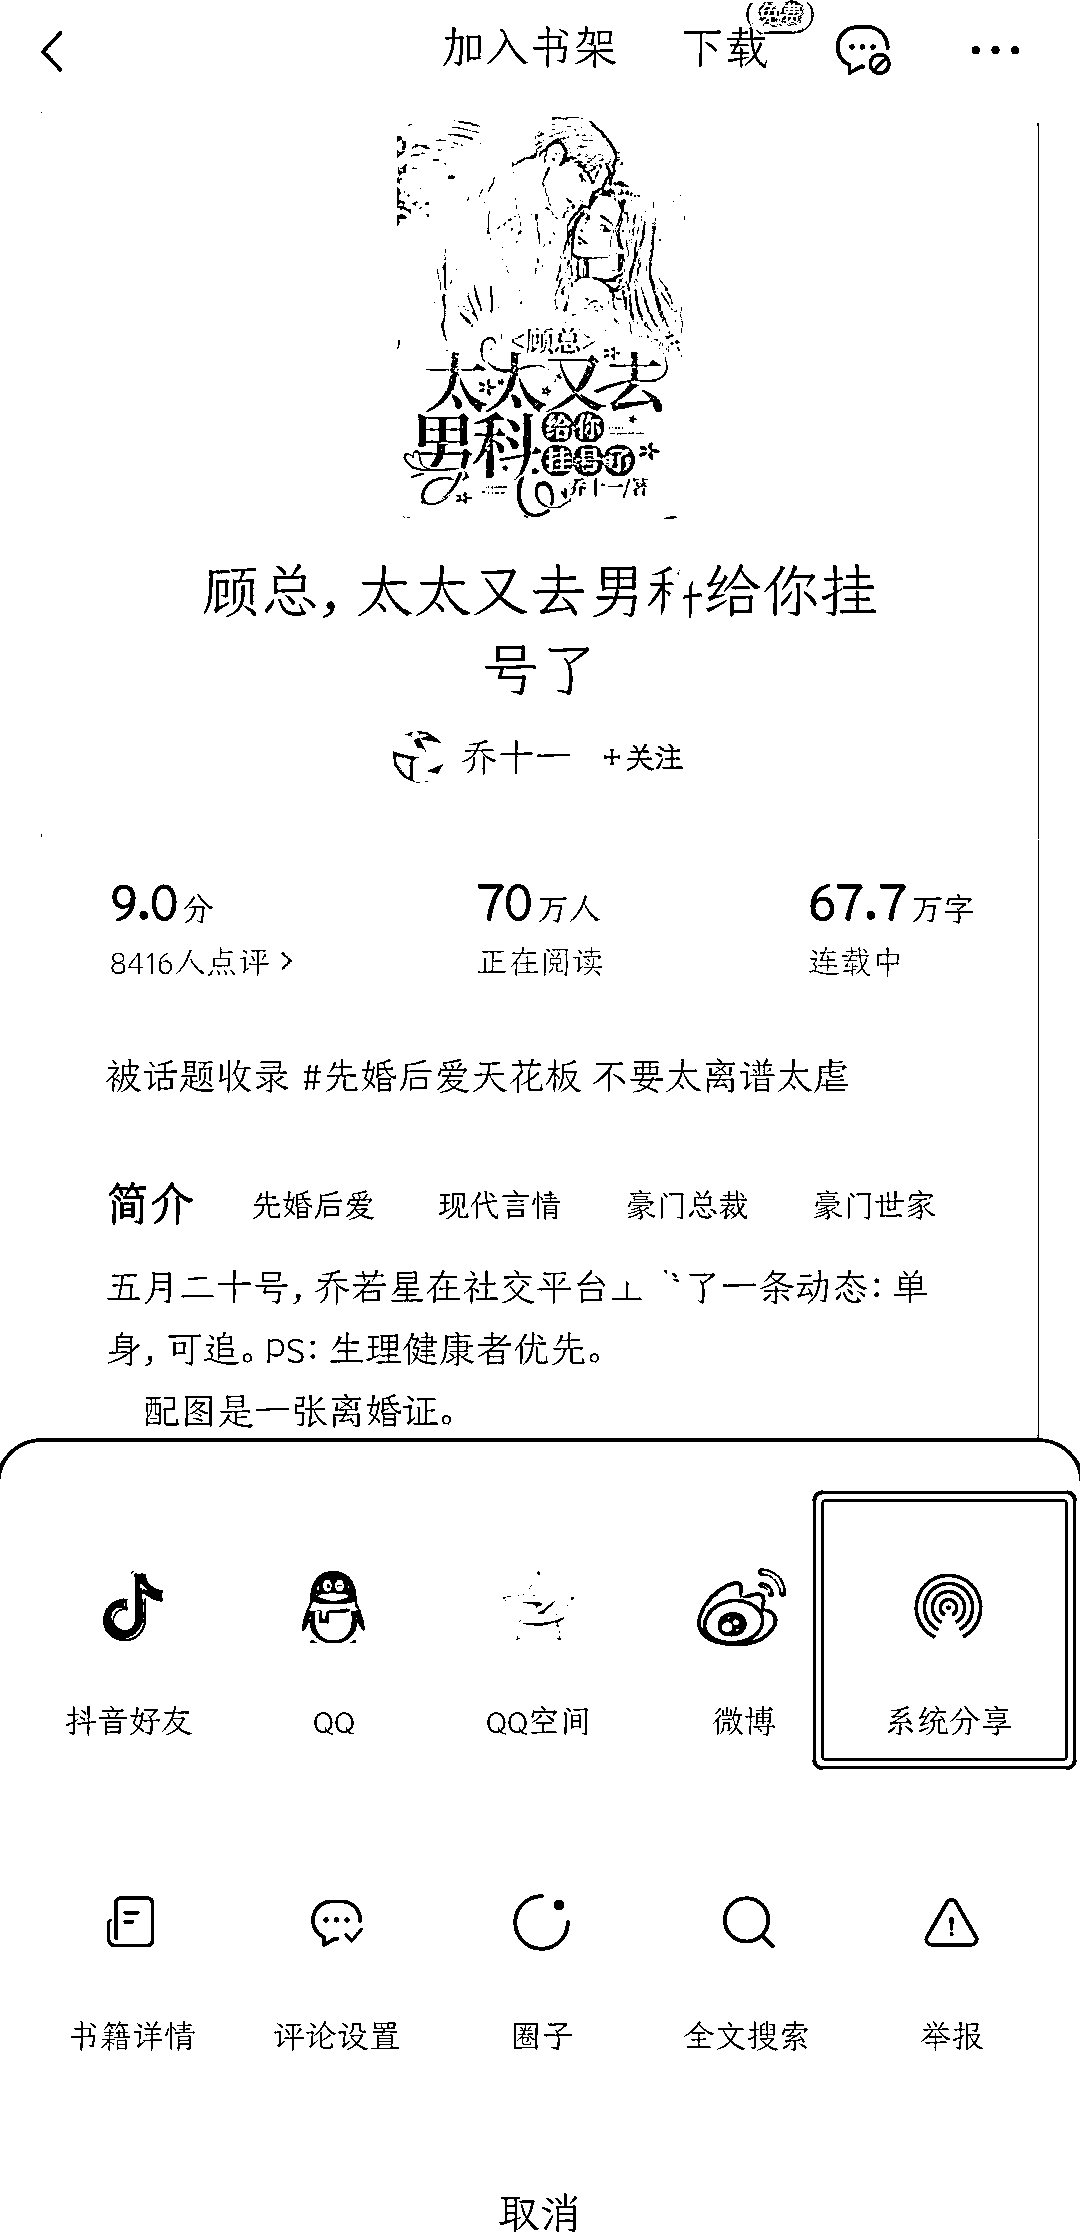 免费
加入书架 下载
<顾总>
太太又去
男科给你
挂号了
乔十一/著
顾总，太太又去男科给你挂
号了
乔十一 +关注
9.0分 70万人 67.7万字
8416人点评 > 正在阅读 连载中
被话题收录 #先婚后爱天花板 不要太离谱太虐
简介 先婚后爱 现代言情 豪门总裁 豪门世家
五月二十号，乔若星在社交平台上 了一条动态：单
身，可追。PS：生理健康者优先。
配图是一张离婚证。
抖音好友 QQ QQ空间 微博 系统分享
书籍详情 评论设置 圈子 全文搜索 举报
取消